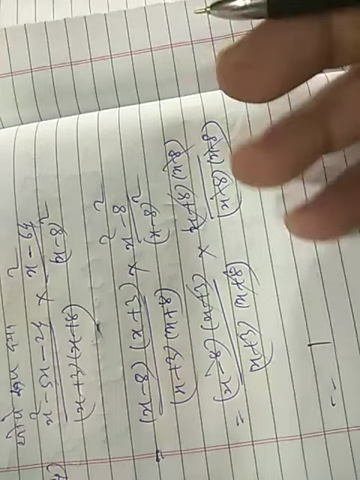 (x² - 5x - 24)/((x+3)(x+8)) × (x² - 64)/(x-8)²
= ((x-8)(x+3))/((x+3)(x+8)) × (x² - 8²)/(x-8)²
= ((x-8)(x+3))/((x+3)(x+8)) × ((x+8)(x-8))/((x-8)(x-8))
= 1